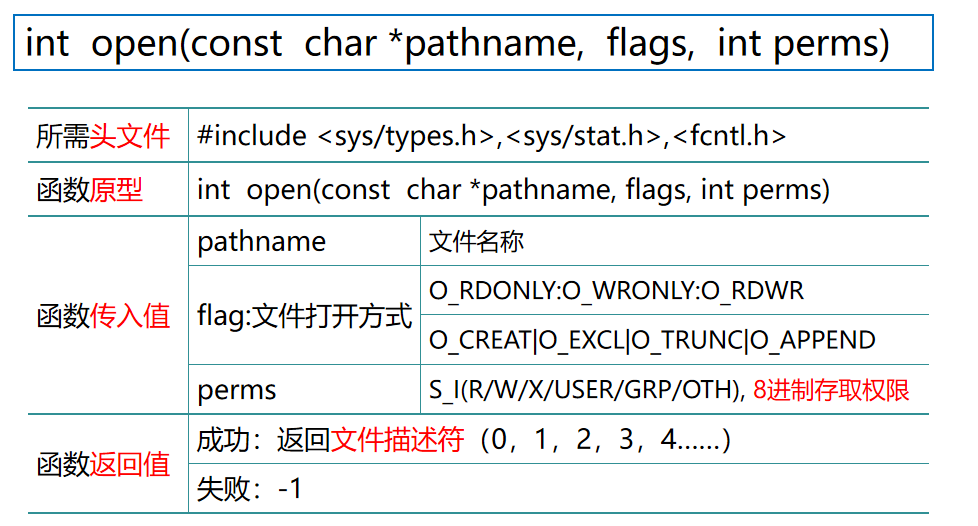 int open(const char *pathname, flags, int perms)
所需头文件 #include <sys/types.h>,<sys/stat.h>,<fcntl.h>
函数原型 int open(const char *pathname, flags, int perms)
函数传入值
pathname 文件名称
flag:文件打开方式
O_RDONLY:O_WRONLY:O_RDWR
O_CREAT|O_EXCL|O_TRUNC|O_APPEND
perms S_I(R/W/X/USER/GRP/OTH), 8进制存取权限
函数返回值
成功：返回文件描述符（0，1，2，3，4……）
失败：-1